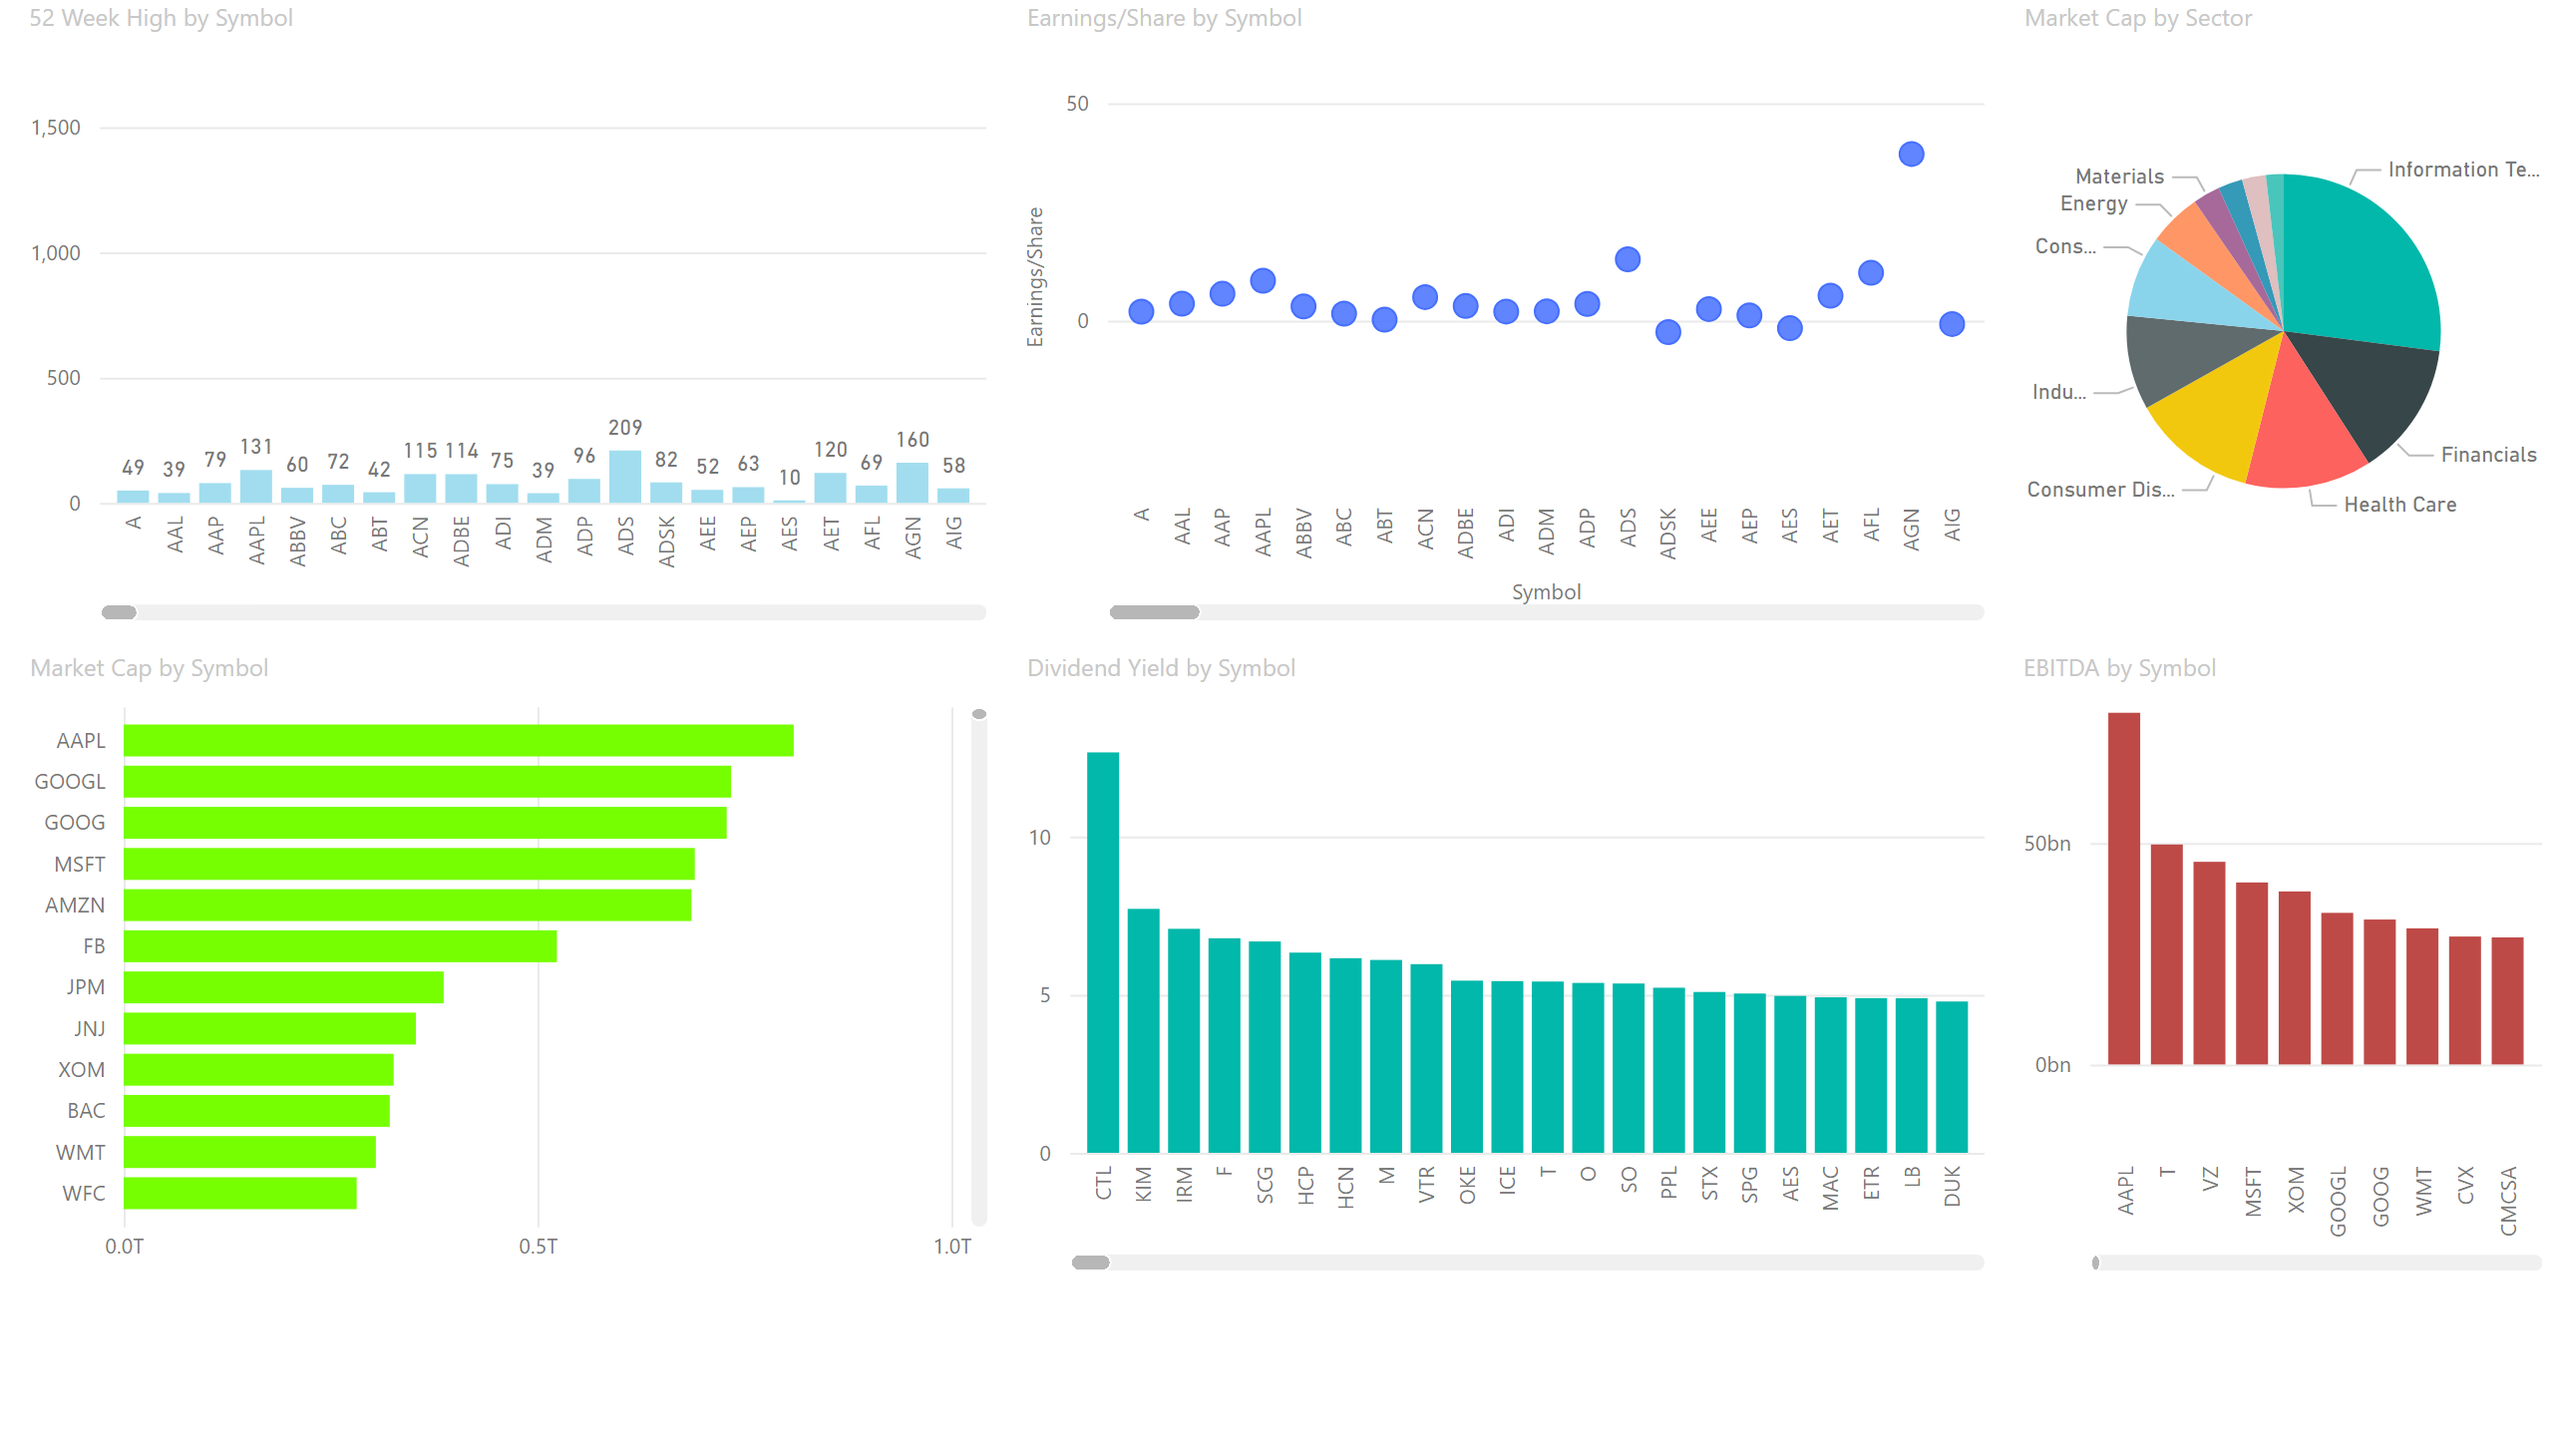 52 Week High by Symbol
1,500
1,000
500
0
49 39 79 131 60 72 42 115 114 75 39 96 209 82 52 63 10 120 69 160 58
A AAL AAP AAPL ABBV ABC ABT ACN ADBE ADI ADM ADP ADS ADSK AEE AEP AES AET AFL AGN AIG
Earnings/Share by Symbol
Earnings/Share
50
0
A AAL AAP AAPL ABBV ABC ABT ACN ADBE ADI ADM ADP ADS ADSK AEE AEP AES AET AFL AGN AIG
Symbol
Market Cap by Sector
Information Te...
Materials
Energy
Cons...
Indu...
Financials
Consumer Dis...
Health Care
Market Cap by Symbol
AAPL
GOOGL
GOOG
MSFT
AMZN
FB
JPM
JNJ
XOM
BAC
WMT
WFC
0.0T 0.5T 1.0T
Dividend Yield by Symbol
10
5
0
CTL KIM IRM F SCG HCP HCN M VTR OKE ICE T O SO PPL STX SPG AES MAC ETR LB DUK
EBITDA by Symbol
50bn
0bn
AAPL T VZ MSFT XOM GOOGL GOOG WMT CVX CMCSA